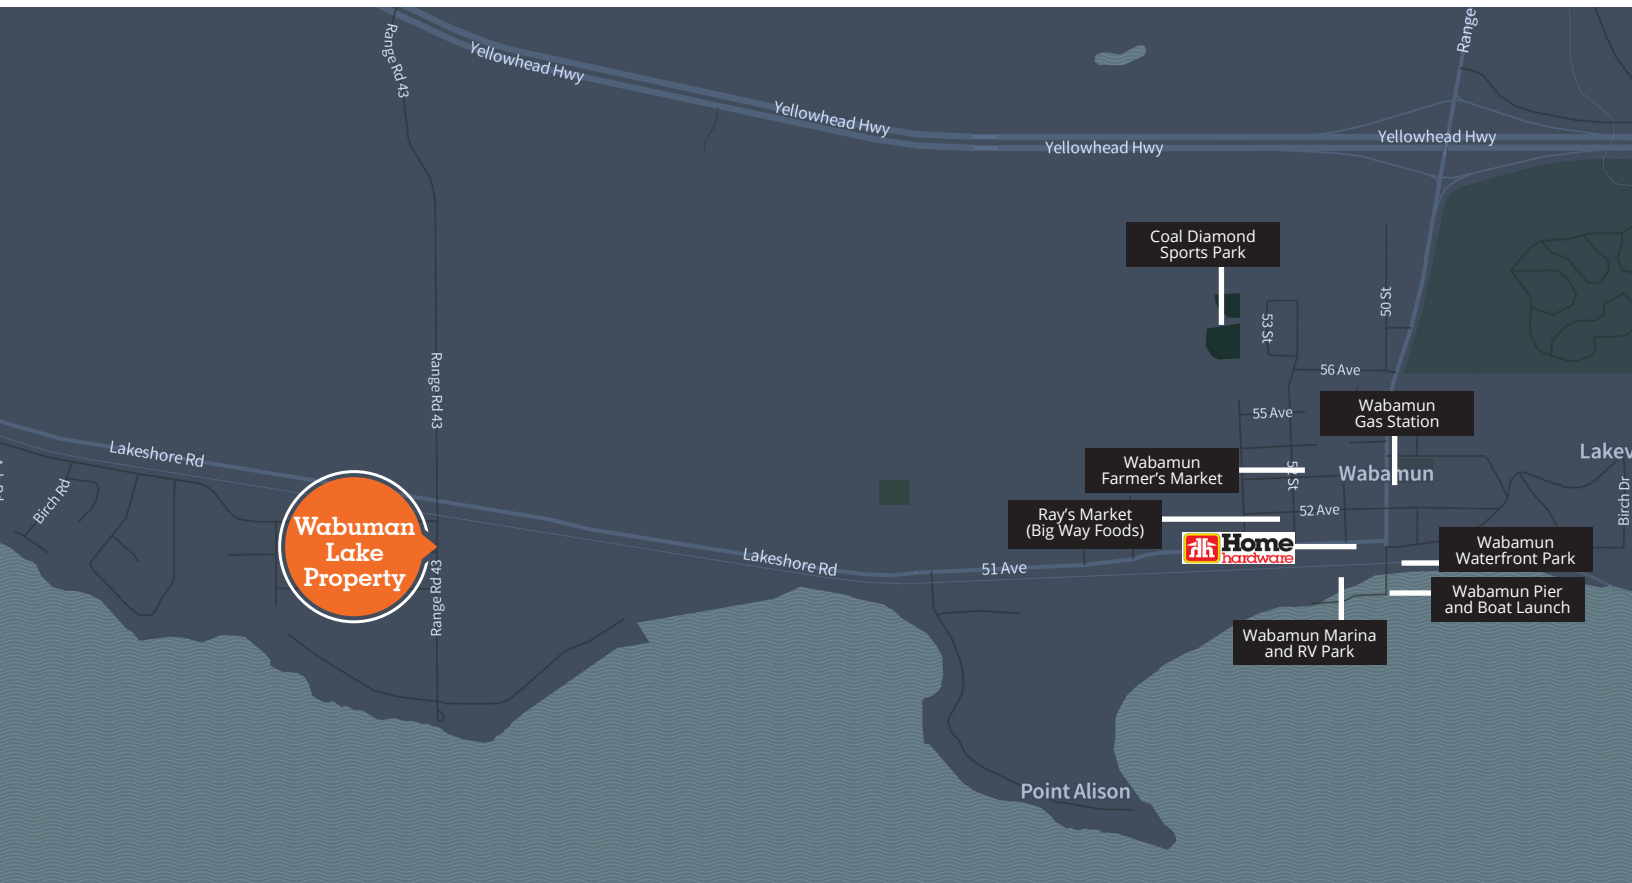 Range Rd 43
Yellowhead Hwy
Yellowhead Hwy
Yellowhead Hwy
Yellowhead Hwy
Range
Coal Diamond
Sports Park
53 St
50 St
Range Rd 43
56 Ave
55 Ave
Wabamun
Gas Station
Lakeshore Rd
Birch Rd
Wabamun
Farmer's Market
52 St
Wabamun
Lakev
Birch Dr
Ray's Market
(Big Way Foods)
52 Ave
Wabuman
Lake
Property
Home
hardware
Wabamun
Waterfront Park
Lakeshore Rd
51 Ave
Range Rd 43
Wabamun Pier
and Boat Launch
Wabamun Marina
and RV Park
Point Alison